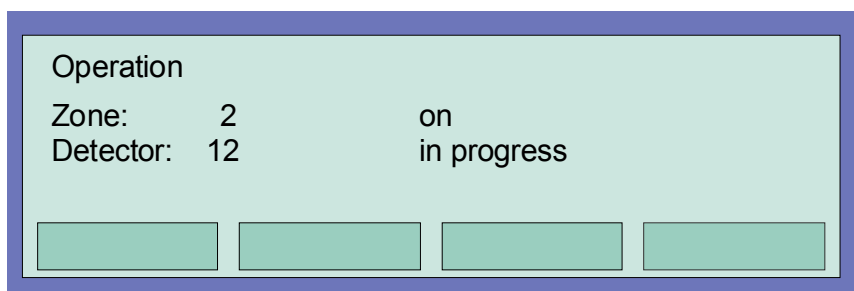 Operation
Zone: 2 on
Detector: 12 in progress